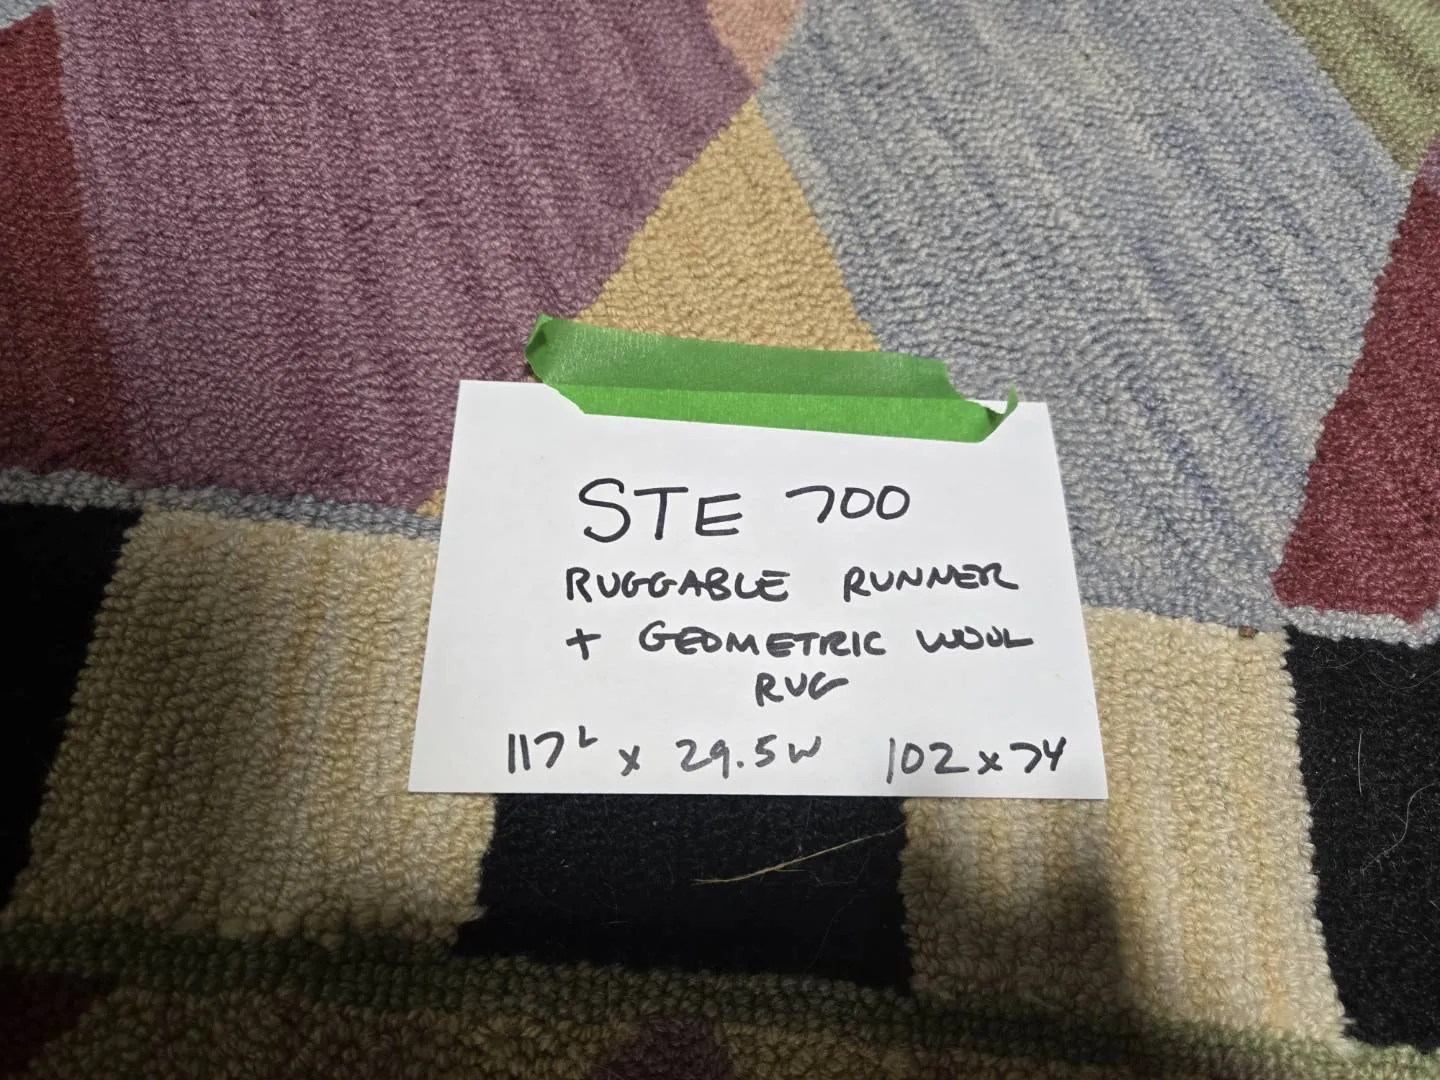 STE 700
RUGGABLE RUNNER
+ GEOMETRIC WOOL
RUG
117L x 29.5W 102 x 74